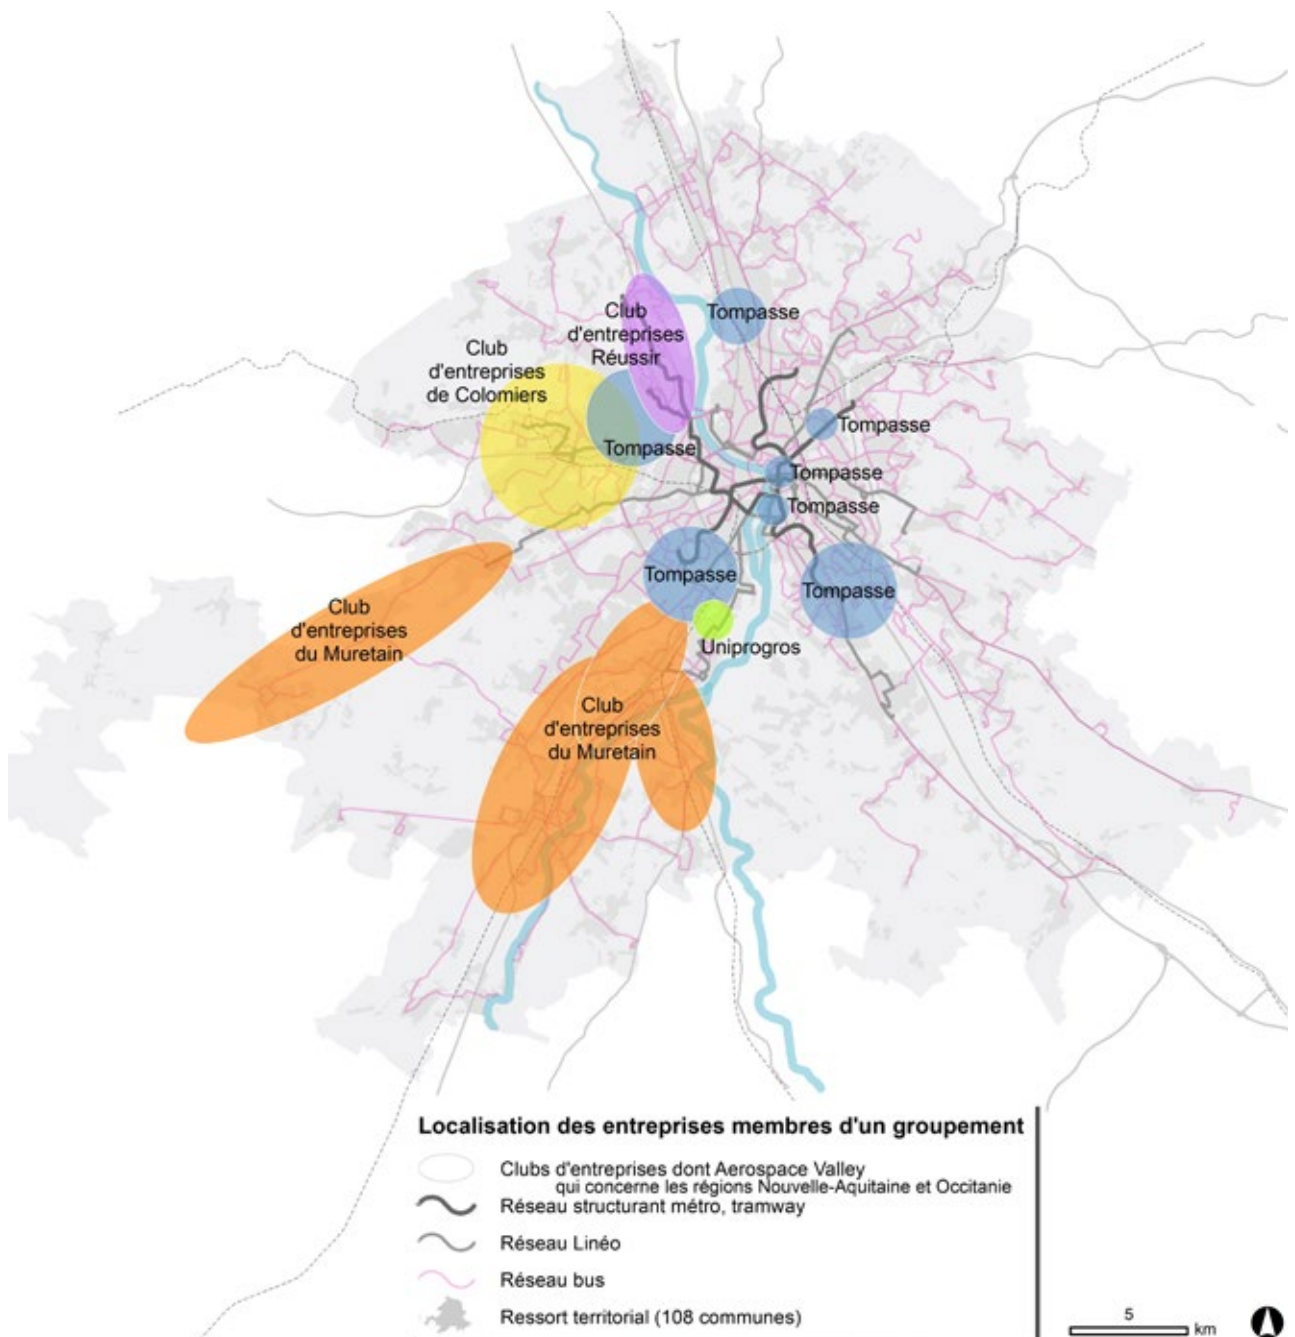 Tompasse
Club
d'entreprises
Réussir
Club
d'entreprises
de Colomiers
Tompasse
Tompasse
Tompasse
Tompasse
Tompasse
Tompasse
Club
d'entreprises
du Muretain
Uniprogros
Club
d'entreprises
du Muretain
Localisation des entreprises membres d'un groupement
Clubs d'entreprises dont Aerospace Valley
qui concerne les régions Nouvelle-Aquitaine et Occitanie
Réseau structurant métro, tramway
Réseau Linéo
Réseau bus
Ressort territorial (108 communes)
5
km